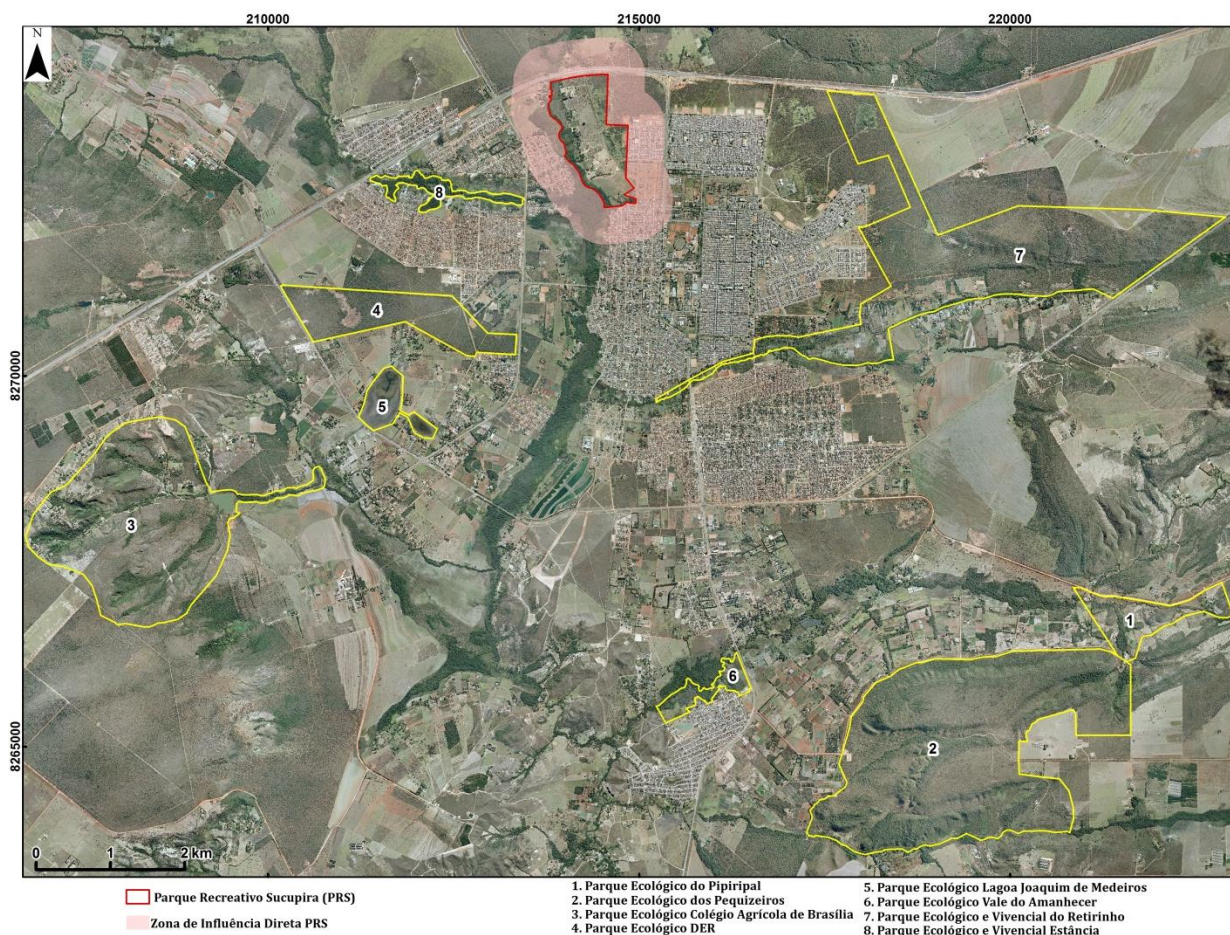 210000 215000 220000
N
8
7
4
8270000
5
3
1
6
8265000
2
0 1 2 km
Parque Recreativo Sucupira (PRS)
Zona de Influência Direta PRS
1. Parque Ecológico do Pipiripal
2. Parque Ecológico dos Pequizeiros
3. Parque Ecológico Colégio Agrícola de Brasília
4. Parque Ecológico DER
5. Parque Ecológico Lagoa Joaquim de Medeiros
6. Parque Ecológico Vale do Amanhecer
7. Parque Ecológico e Vivencial do Retirinho
8. Parque Ecológico e Vivencial Estância